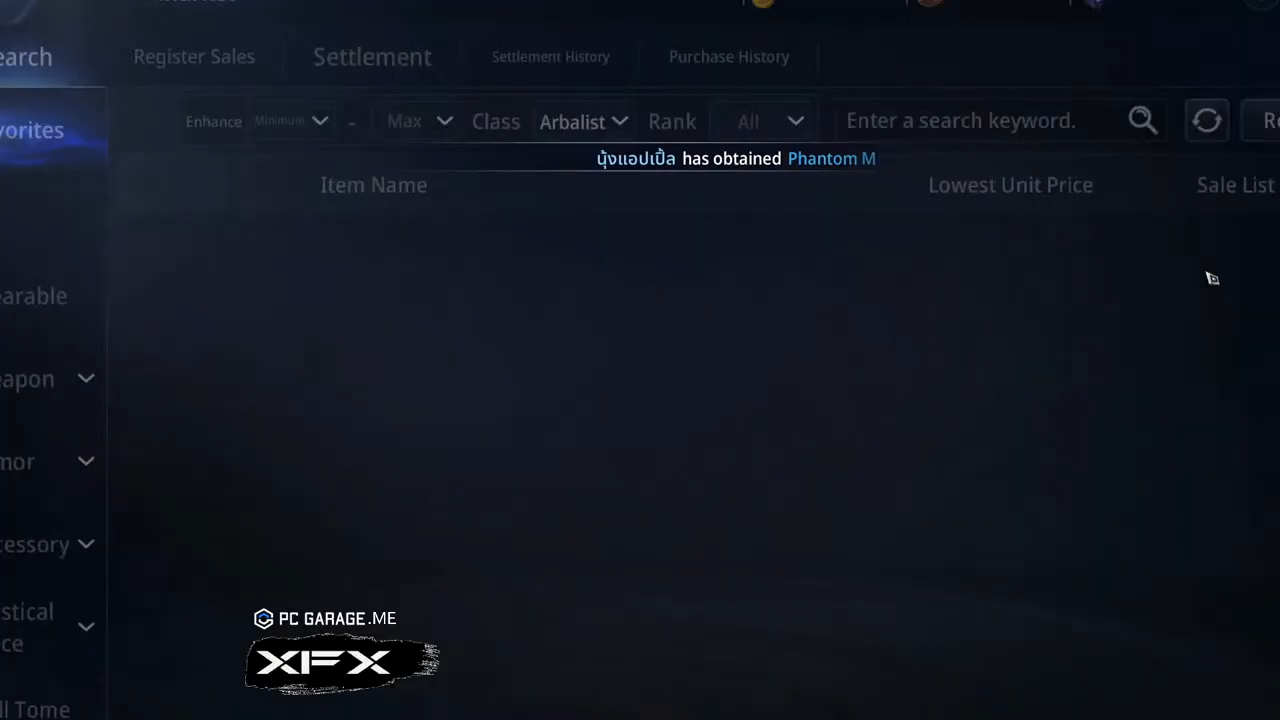 earch Register Sales Settlement Settlement History Purchase History
vorites
Enhance Minimum - Max Class Arbalist Rank All Enter a search keyword. Re
นุ้งแอปเปิ้ล has obtained Phantom M
Item Name Lowest Unit Price Sale List
earable
eapon
mor
cessory
stical
ce
ll Tome
PC GARAGE.ME
XFX